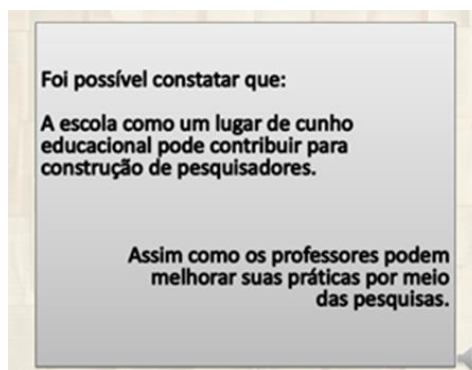 Foi possível constatar que:
A escola como um lugar de cunho
educacional pode contribuir para
construção de pesquisadores.
Assim como os professores podem
melhorar suas práticas por meio
das pesquisas.